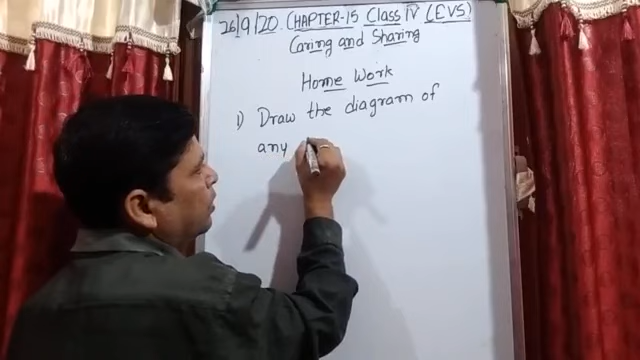 26/9/20. CHAPTER-15 Class IV (EVS)
Caring and Sharing
Home Work
1) Draw the diagram of
any